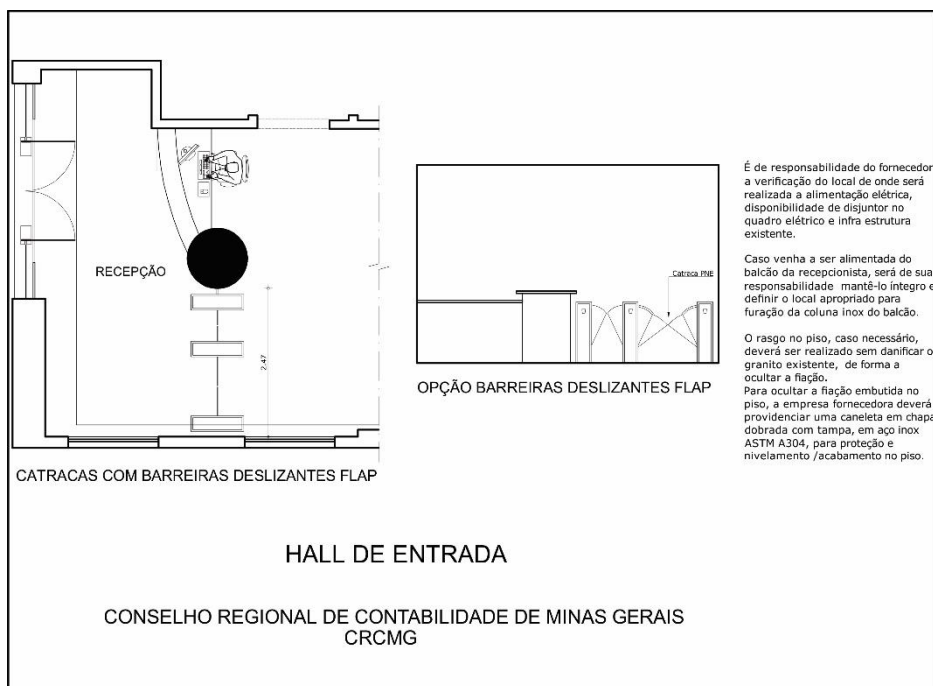 RECEPÇÃO
2.47
CATRACAS COM BARREIRAS DESLIZANTES FLAP
Catraca PNE
OPÇÃO BARREIRAS DESLIZANTES FLAP
É de responsabilidade do fornecedor
a verificação do local de onde será
realizada a alimentação elétrica,
disponibilidade de disjuntor no
quadro elétrico e infra estrutura
existente.
Caso venha a ser alimentada do
balcão da recepcionista, será de sua
responsabilidade mantê-lo íntegro e
definir o local apropriado para
furação da coluna inox do balcão.
O rasgo no piso, caso necessário,
deverá ser realizado sem danificar o
granito existente, de forma a
ocultar a fiação.
Para ocultar a fiação embutida no
piso, a empresa fornecedora deverá
providenciar uma caneleta em chapa
dobrada com tampa, em aço inox
ASTM A304, para proteção e
nivelamento /acabamento no piso.
HALL DE ENTRADA
CONSELHO REGIONAL DE CONTABILIDADE DE MINAS GERAIS
CRCMG